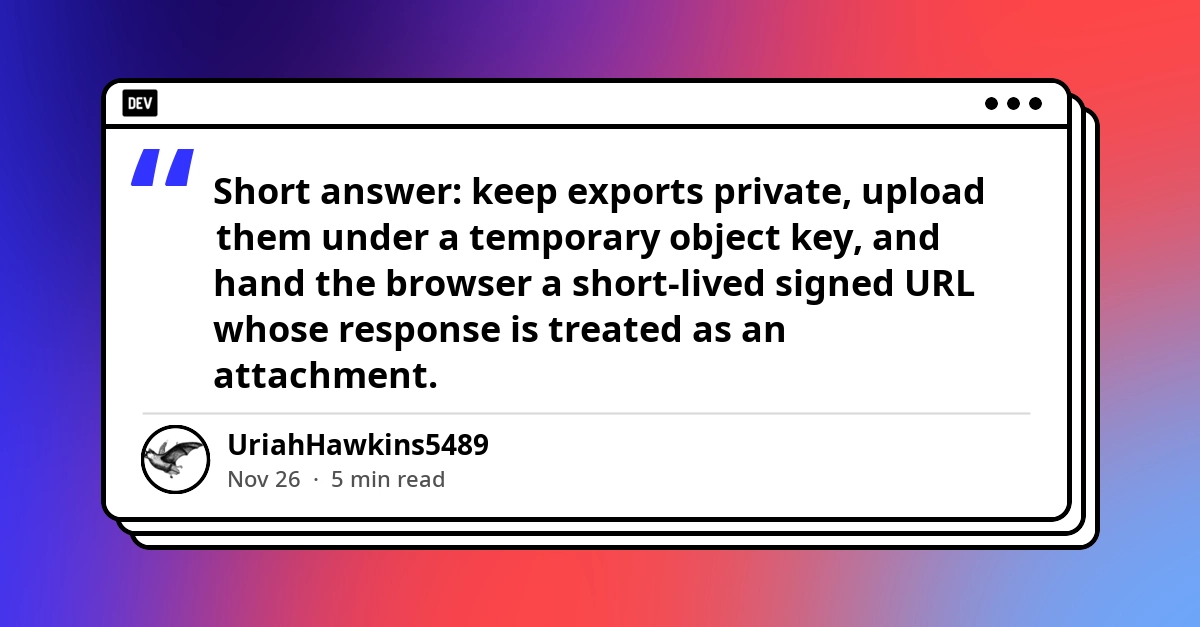 DEV
“
Short answer: keep exports private, upload
them under a temporary object key, and
hand the browser a short-lived signed URL
whose response is treated as an
attachment.
UriahHawkins5489
Nov 26 · 5 min read